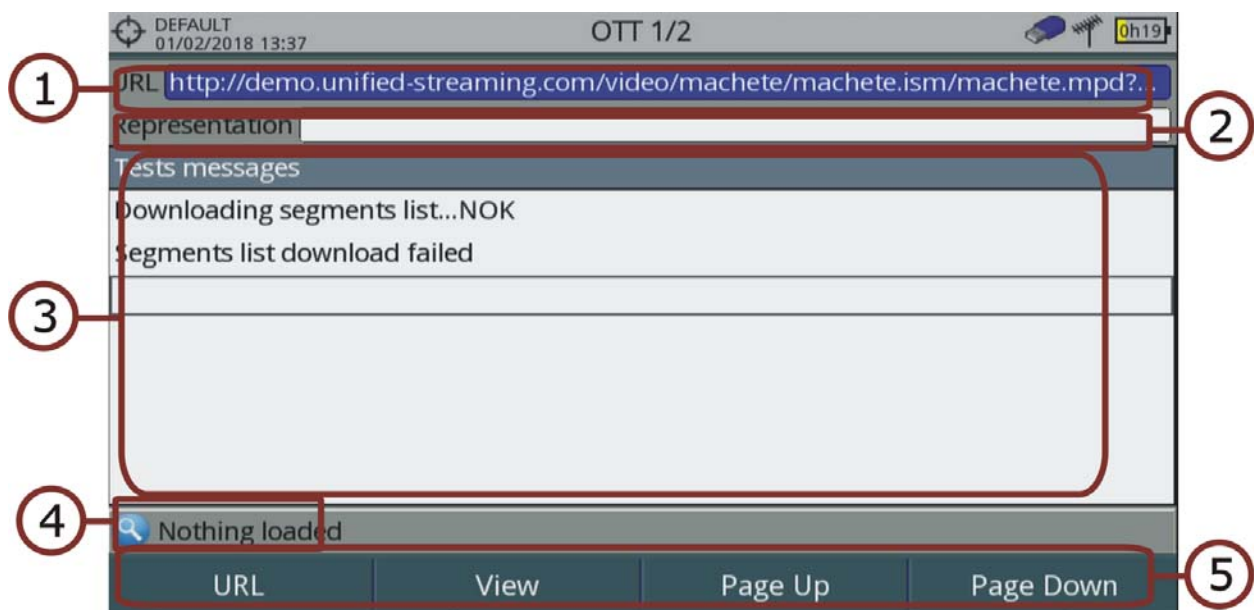 DEFAULT
01/02/2018 13:37
OTT 1/2
0h19
1
URL http://demo.unified-streaming.com/video/machete/machete.ism/machete.mpd?...
Representation
2
Tests messages
Downloading segments list...NOK
Segments list download failed
3
4
Nothing loaded
URL View Page Up Page Down
5